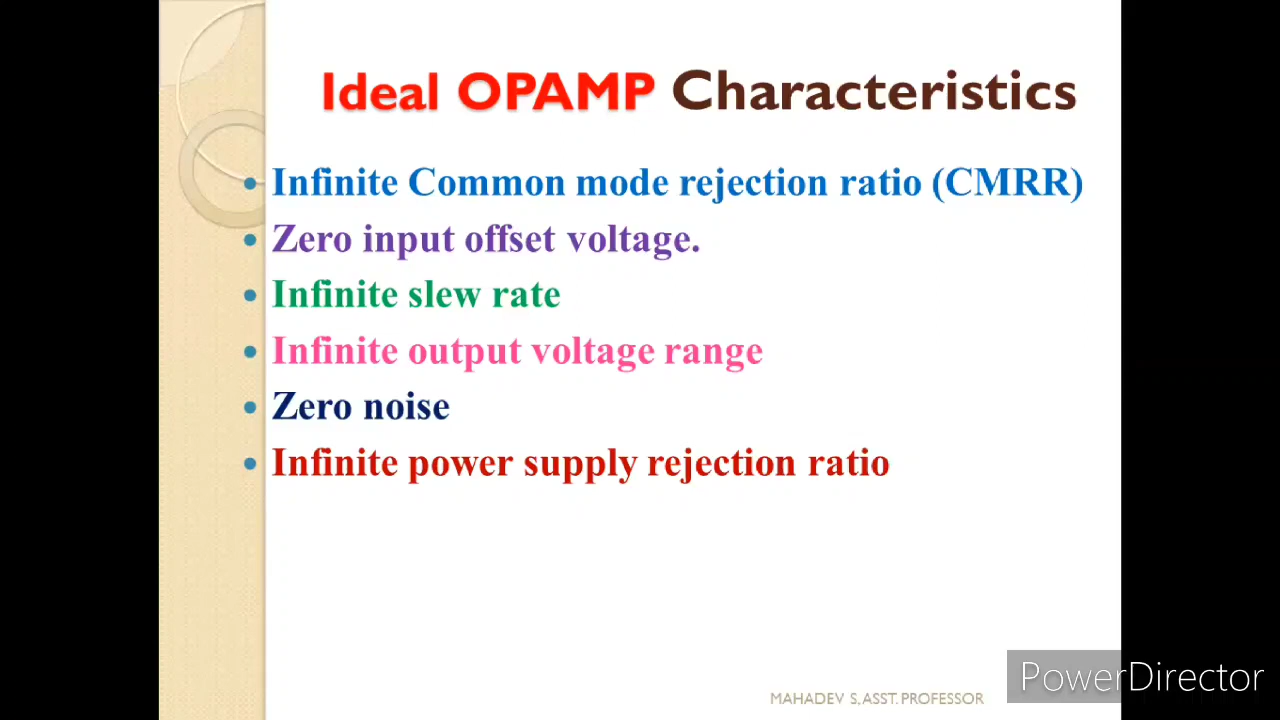 Ideal OPAMP Characteristics
• Infinite Common mode rejection ratio (CMRR)
• Zero input offset voltage.
• Infinite slew rate
• Infinite output voltage range
• Zero noise
• Infinite power supply rejection ratio
MAHADEV S, ASST. PROFESSOR
PowerDirector